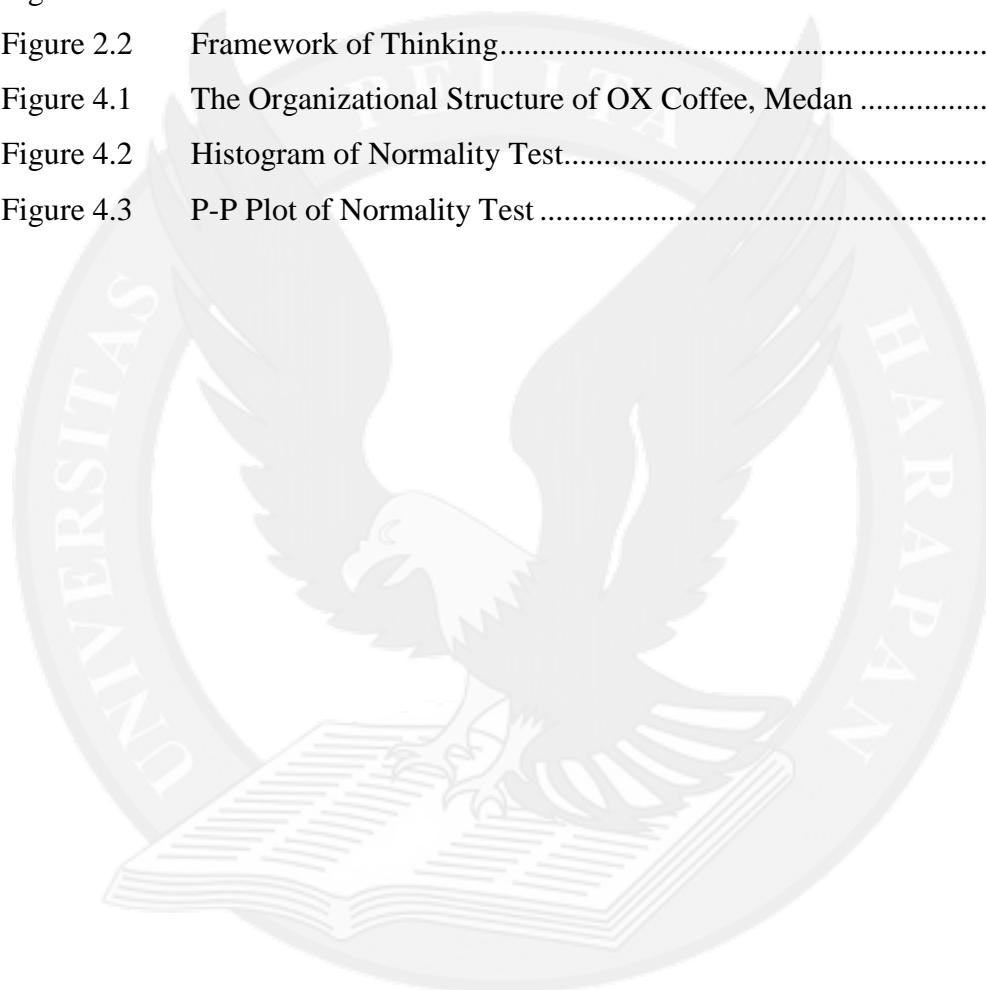 Figure 2.2 Framework of Thinking..........................................................................
Figure 4.1 The Organizational Structure of OX Coffee, Medan .................
Figure 4.2 Histogram of Normality Test...........................................................
Figure 4.3 P-P Plot of Normality Test ..............................................................
UNIVERSITAS PELITA HARAPAN